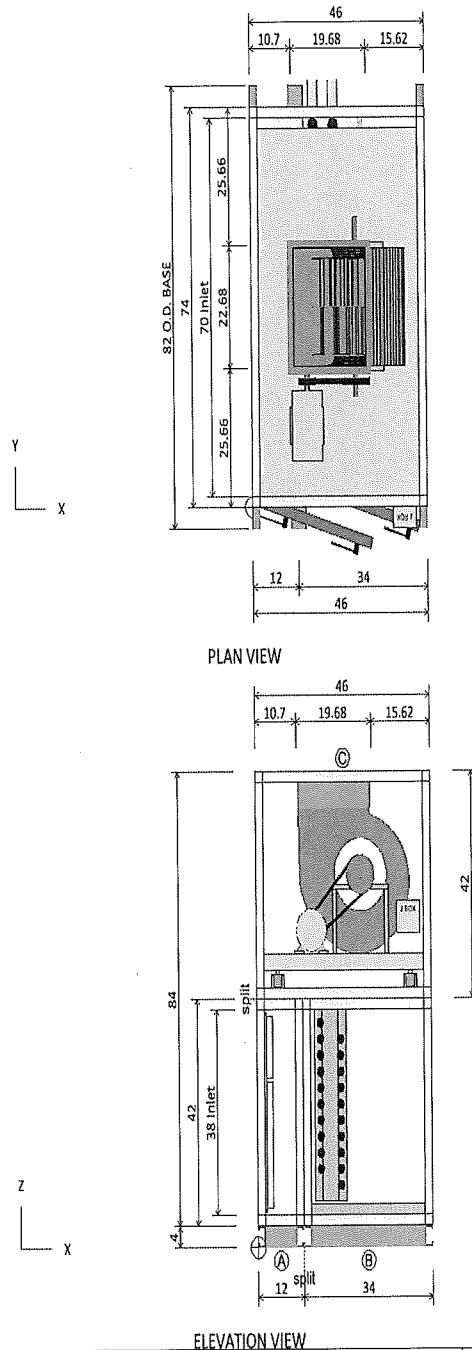 46
10.7 19.68 15.62
82 O.D. BASE
74
70 Inlet
25.66
22.68
25.66
Y
X
J BOX
12 34
46
PLAN VIEW
46
10.7 19.68 15.62
C
42
J BOX
84
split
42
38 Inlet
Z
X
4
A B
split
12 34
ELEVATION VIEW